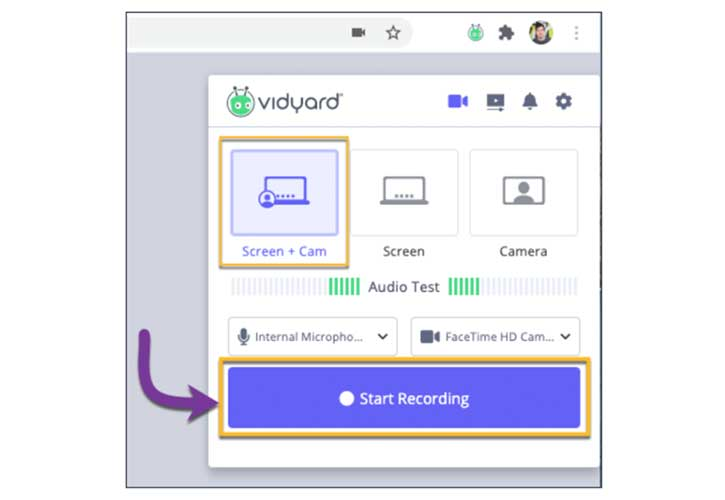 vidyard
Screen + Cam
Screen
Camera
Audio Test
Internal Micropho...
FaceTime HD Cam...
Start Recording